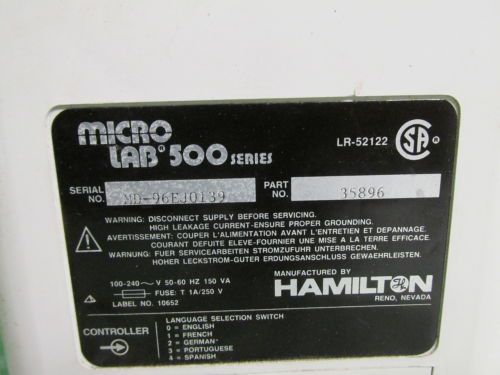 MICRO
LAB® 500 SERIES
LR-52122
CSA ®
SERIAL NO. MD-96EJ0139
PART NO. 35896
WARNING: DISCONNECT SUPPLY BEFORE SERVICING.
HIGH LEAKAGE CURRENT-ENSURE PROPER GROUNDING.
AVERTISSEMENT: COUPER L'ALIMENTATION AVANT L'ENTRETIEN ET DEPANNAGE.
COURANT DEFUITE ELEVE-FOURNIER UNE MISE A LA TERRE EFFICACE.
WARNUNG: FUER SERVICEARBEITEN STROMZUFUHR UNTERBRECHEN.
HOHER LECKSTROM-GUTER ERDUNGSANSCHLUSS GEWAEHRLEISTEN.
100-240~ V 50-60 HZ 150 VA
FUSE: T 1A/250 V
LABEL NO. 10652
MANUFACTURED BY
HAMILTON
RENO, NEVADA
CONTROLLER
LANGUAGE SELECTION SWITCH
0 = ENGLISH
1 = FRENCH
2 = GERMAN
3 = PORTUGUESE
4 = SPANISH